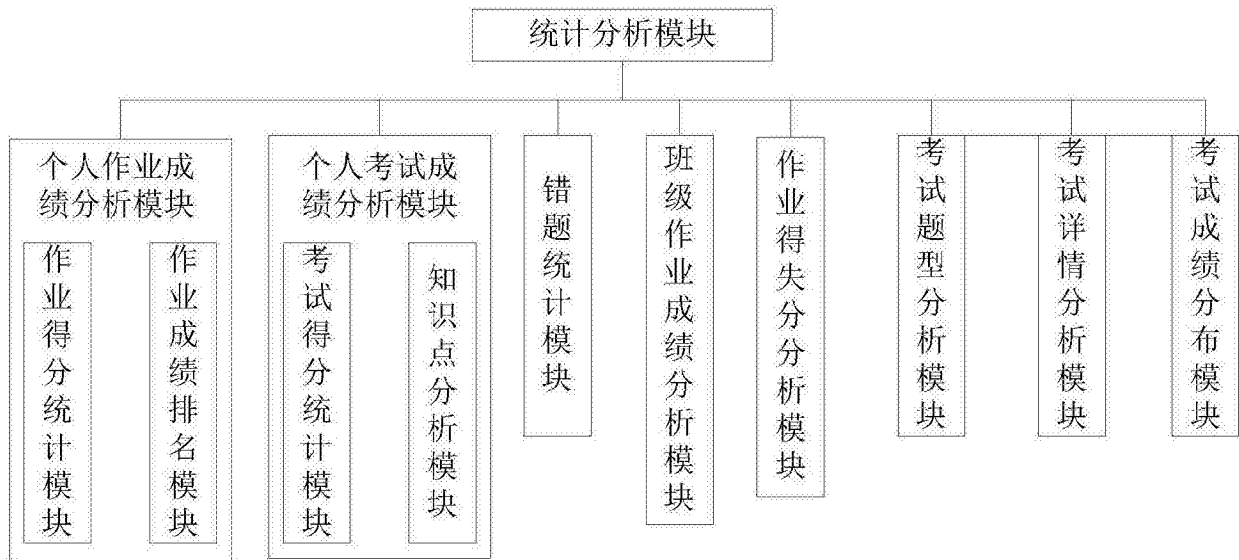 统计分析模块
个人作业成
绩分析模块
作业得分统计模块
作业成绩排名模块
个人考试成
绩分析模块
考试得分统计模块
知识点分析模块
错题统计模块
班级作业成绩分析模块
作业得失分分析模块
考试题型分析模块
考试详情分析模块
考试成绩分布模块